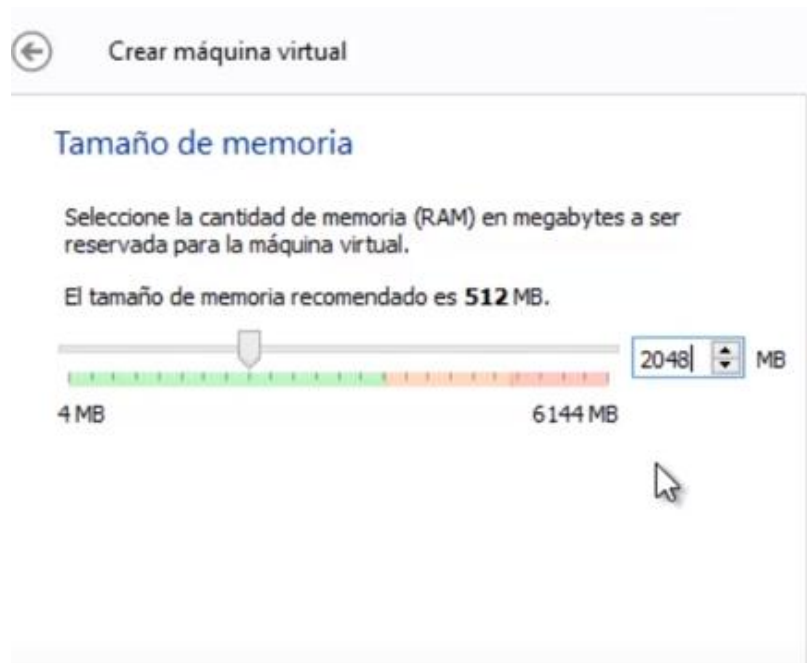 Crear máquina virtual
Tamaño de memoria
Seleccione la cantidad de memoria (RAM) en megabytes a ser
reservada para la máquina virtual.
El tamaño de memoria recomendado es 512 MB.
2048 MB
4 MB 6144 MB